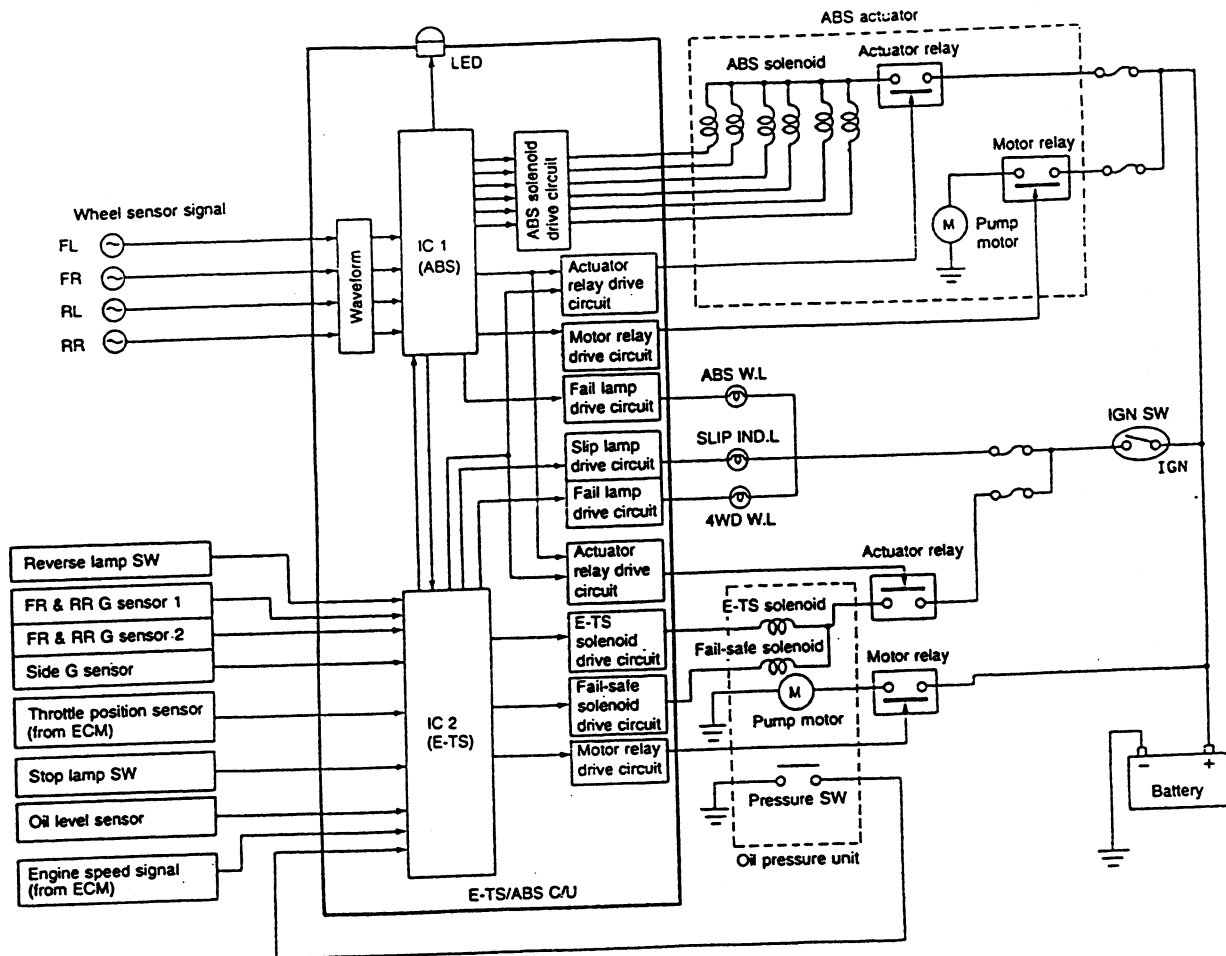 ABS actuator
LED
ABS solenoid
Actuator relay
Motor relay
M
Pump
motor
Wheel sensor signal
FL
FR
RL
RR
Waveform
IC 1
(ABS)
ABS solenoid
drive circuit
Actuator
relay drive
circuit
Motor relay
drive circuit
Fail lamp
drive circuit
Slip lamp
drive circuit
Fail lamp
drive circuit
ABS W.L
SLIP IND.L
4WD W.L
IGN SW
IGN
Reverse lamp SW
FR & RR G sensor 1
FR & RR G sensor 2
Side G sensor
Throttle position sensor
(from ECM)
Stop lamp SW
Oil level sensor
Engine speed signal
(from ECM)
IC 2
(E-TS)
Actuator
relay drive
circuit
E-TS
solenoid
drive circuit
Fail-safe
solenoid
drive circuit
Motor relay
drive circuit
Actuator relay
E-TS solenoid
Fail-safe solenoid
Motor relay
M
Pump motor
Pressure SW
Oil pressure unit
E-TS/ABS C/U
- +
Battery